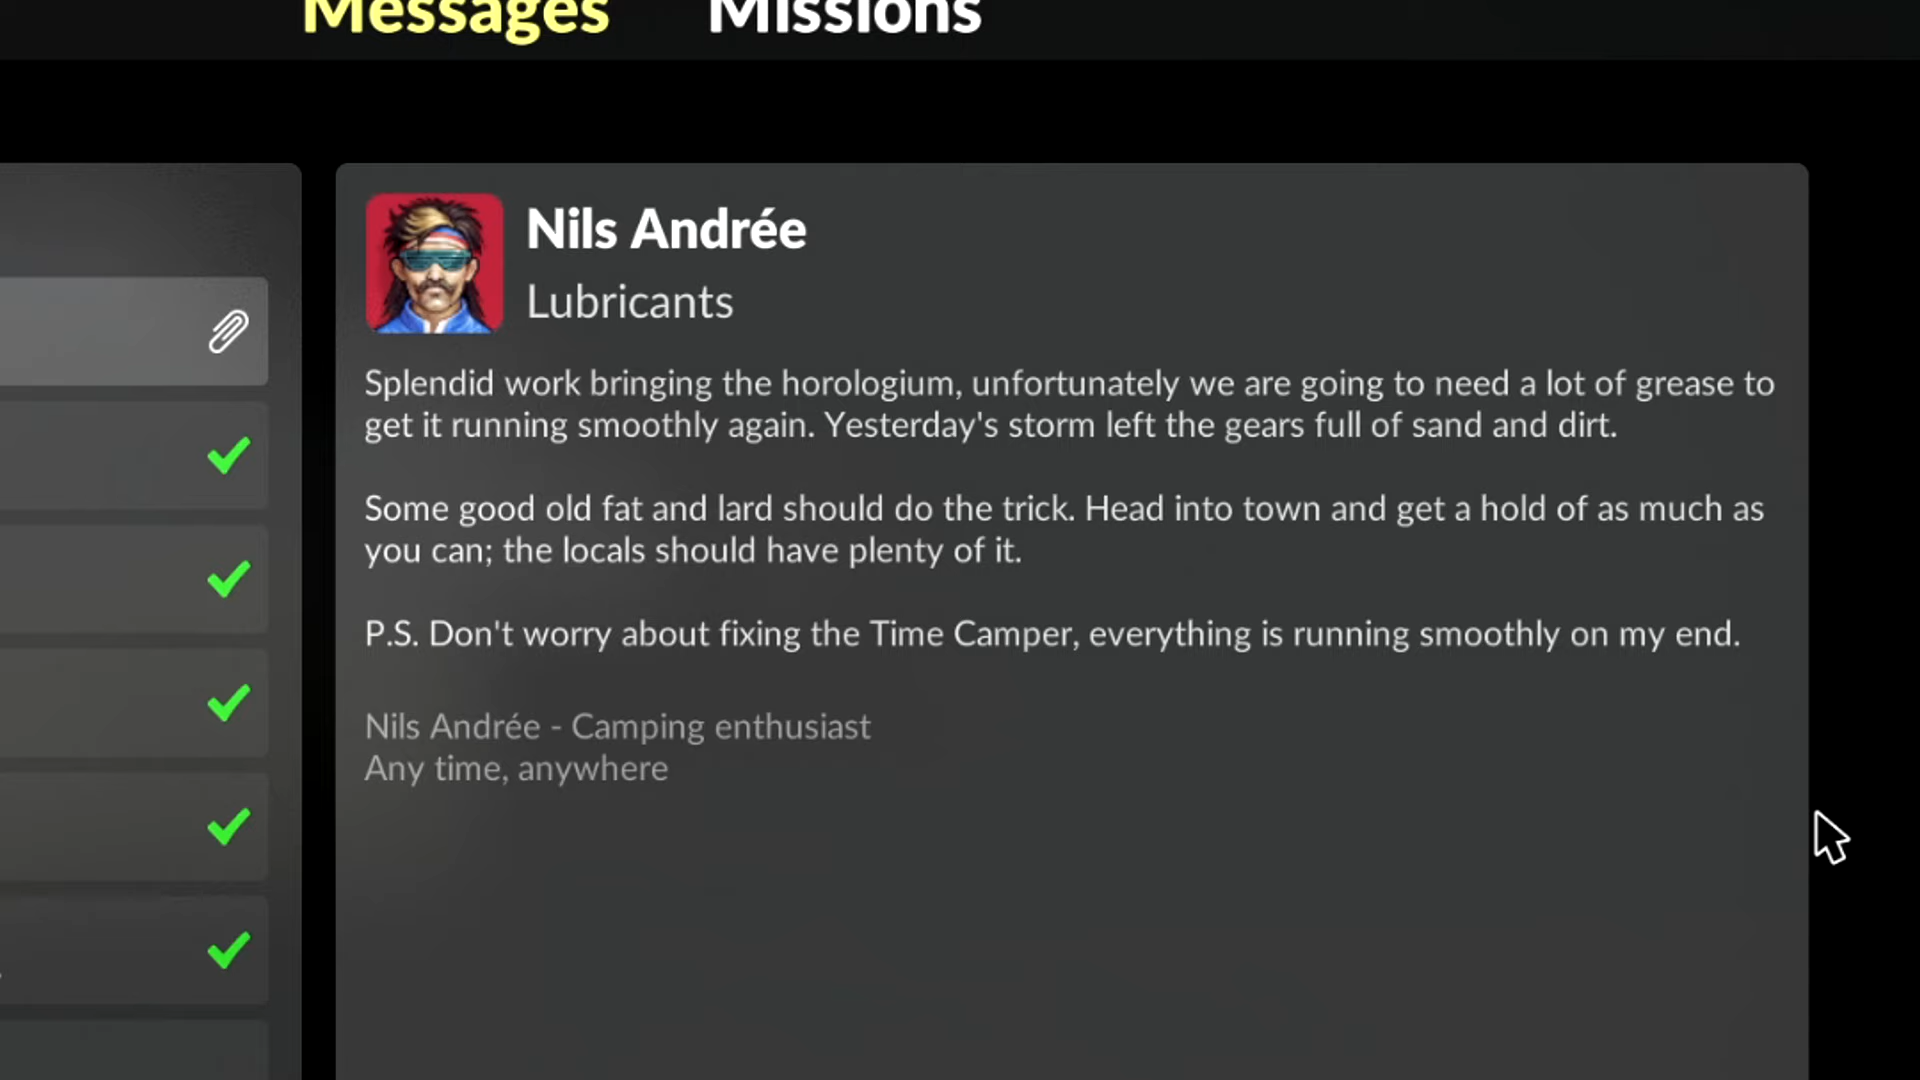 Messages Missions
Nils Andrée
Lubricants
Splendid work bringing the horologium, unfortunately we are going to need a lot of grease to
get it running smoothly again. Yesterday's storm left the gears full of sand and dirt.
Some good old fat and lard should do the trick. Head into town and get a hold of as much as
you can; the locals should have plenty of it.
P.S. Don't worry about fixing the Time Camper, everything is running smoothly on my end.
Nils Andrée - Camping enthusiast
Any time, anywhere